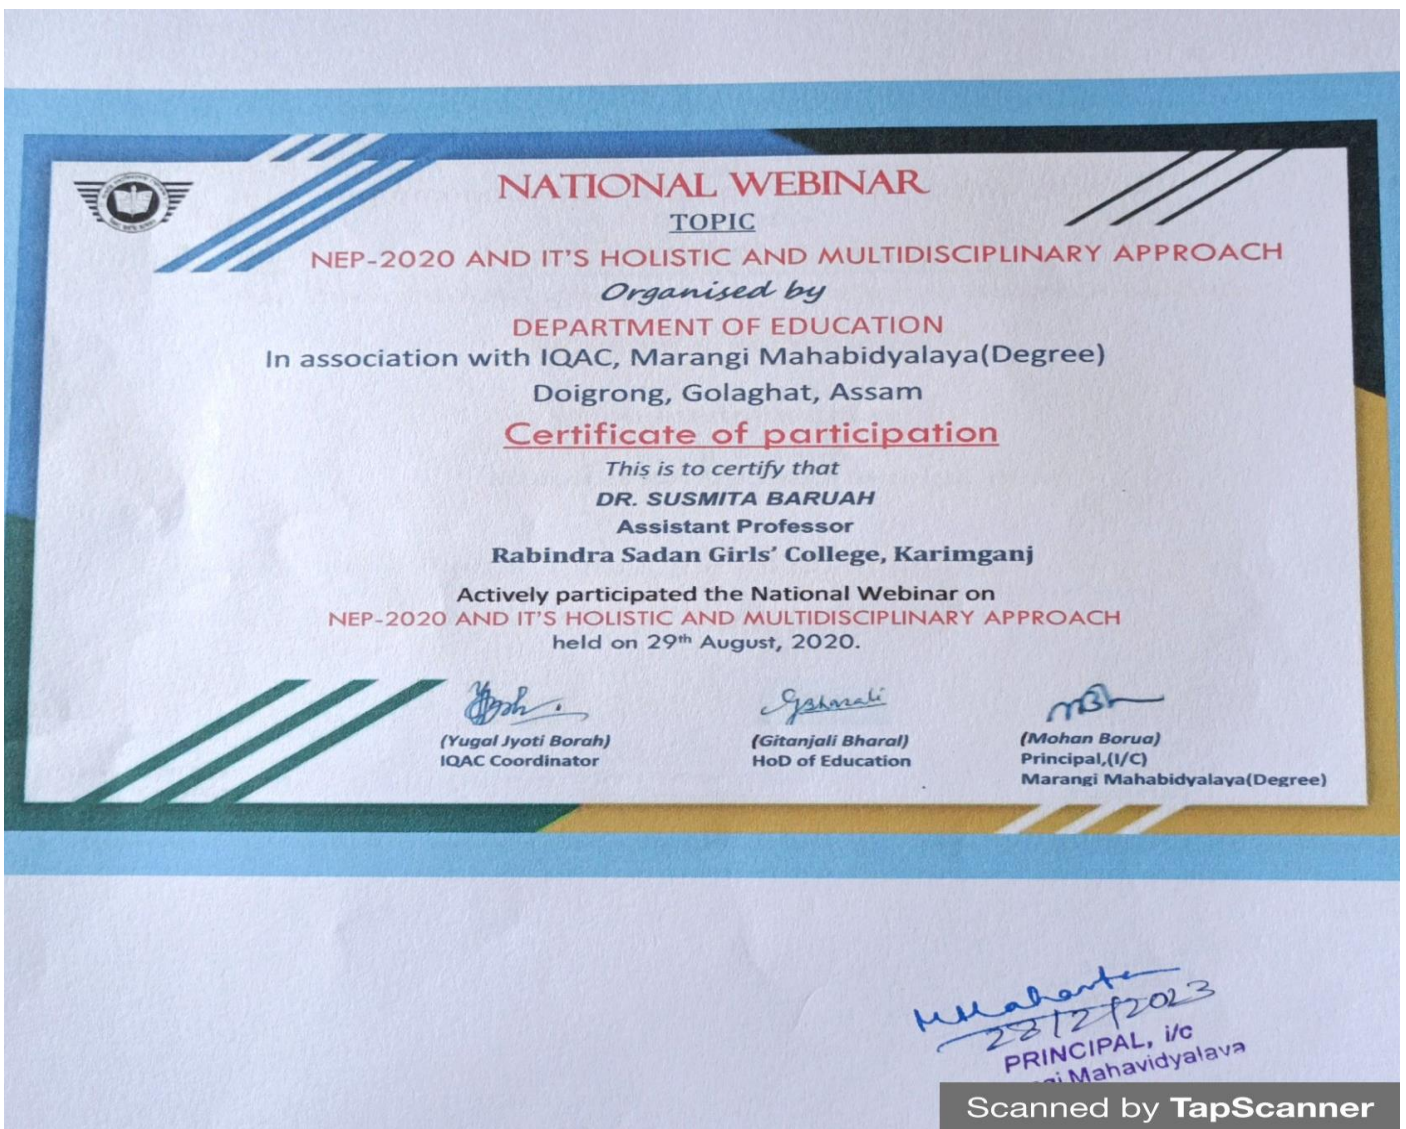 NATIONAL WEBINAR
TOPIC
NEP-2020 AND IT'S HOLISTIC AND MULTIDISCIPLINARY APPROACH
Organised by
DEPARTMENT OF EDUCATION
In association with IQAC, Marangi Mahabidyalaya(Degree)
Doigrong, Golaghat, Assam
Certificate of participation
This is to certify that
DR. SUSMITA BARUAH
Assistant Professor
Rabindra Sadan Girls' College, Karimganj
Actively participated the National Webinar on
NEP-2020 AND IT'S HOLISTIC AND MULTIDISCIPLINARY APPROACH
held on 29th August, 2020.
(Yugal Jyoti Borah)
IQAC Coordinator
GBharali
(Gitanjali Bharal)
HoD of Education
(Mohan Borua)
Principal,(I/C)
Marangi Mahabidyalaya(Degree)
28/2/2023
PRINCIPAL, i/c
Mahavidyalaya
Scanned by TapScanner